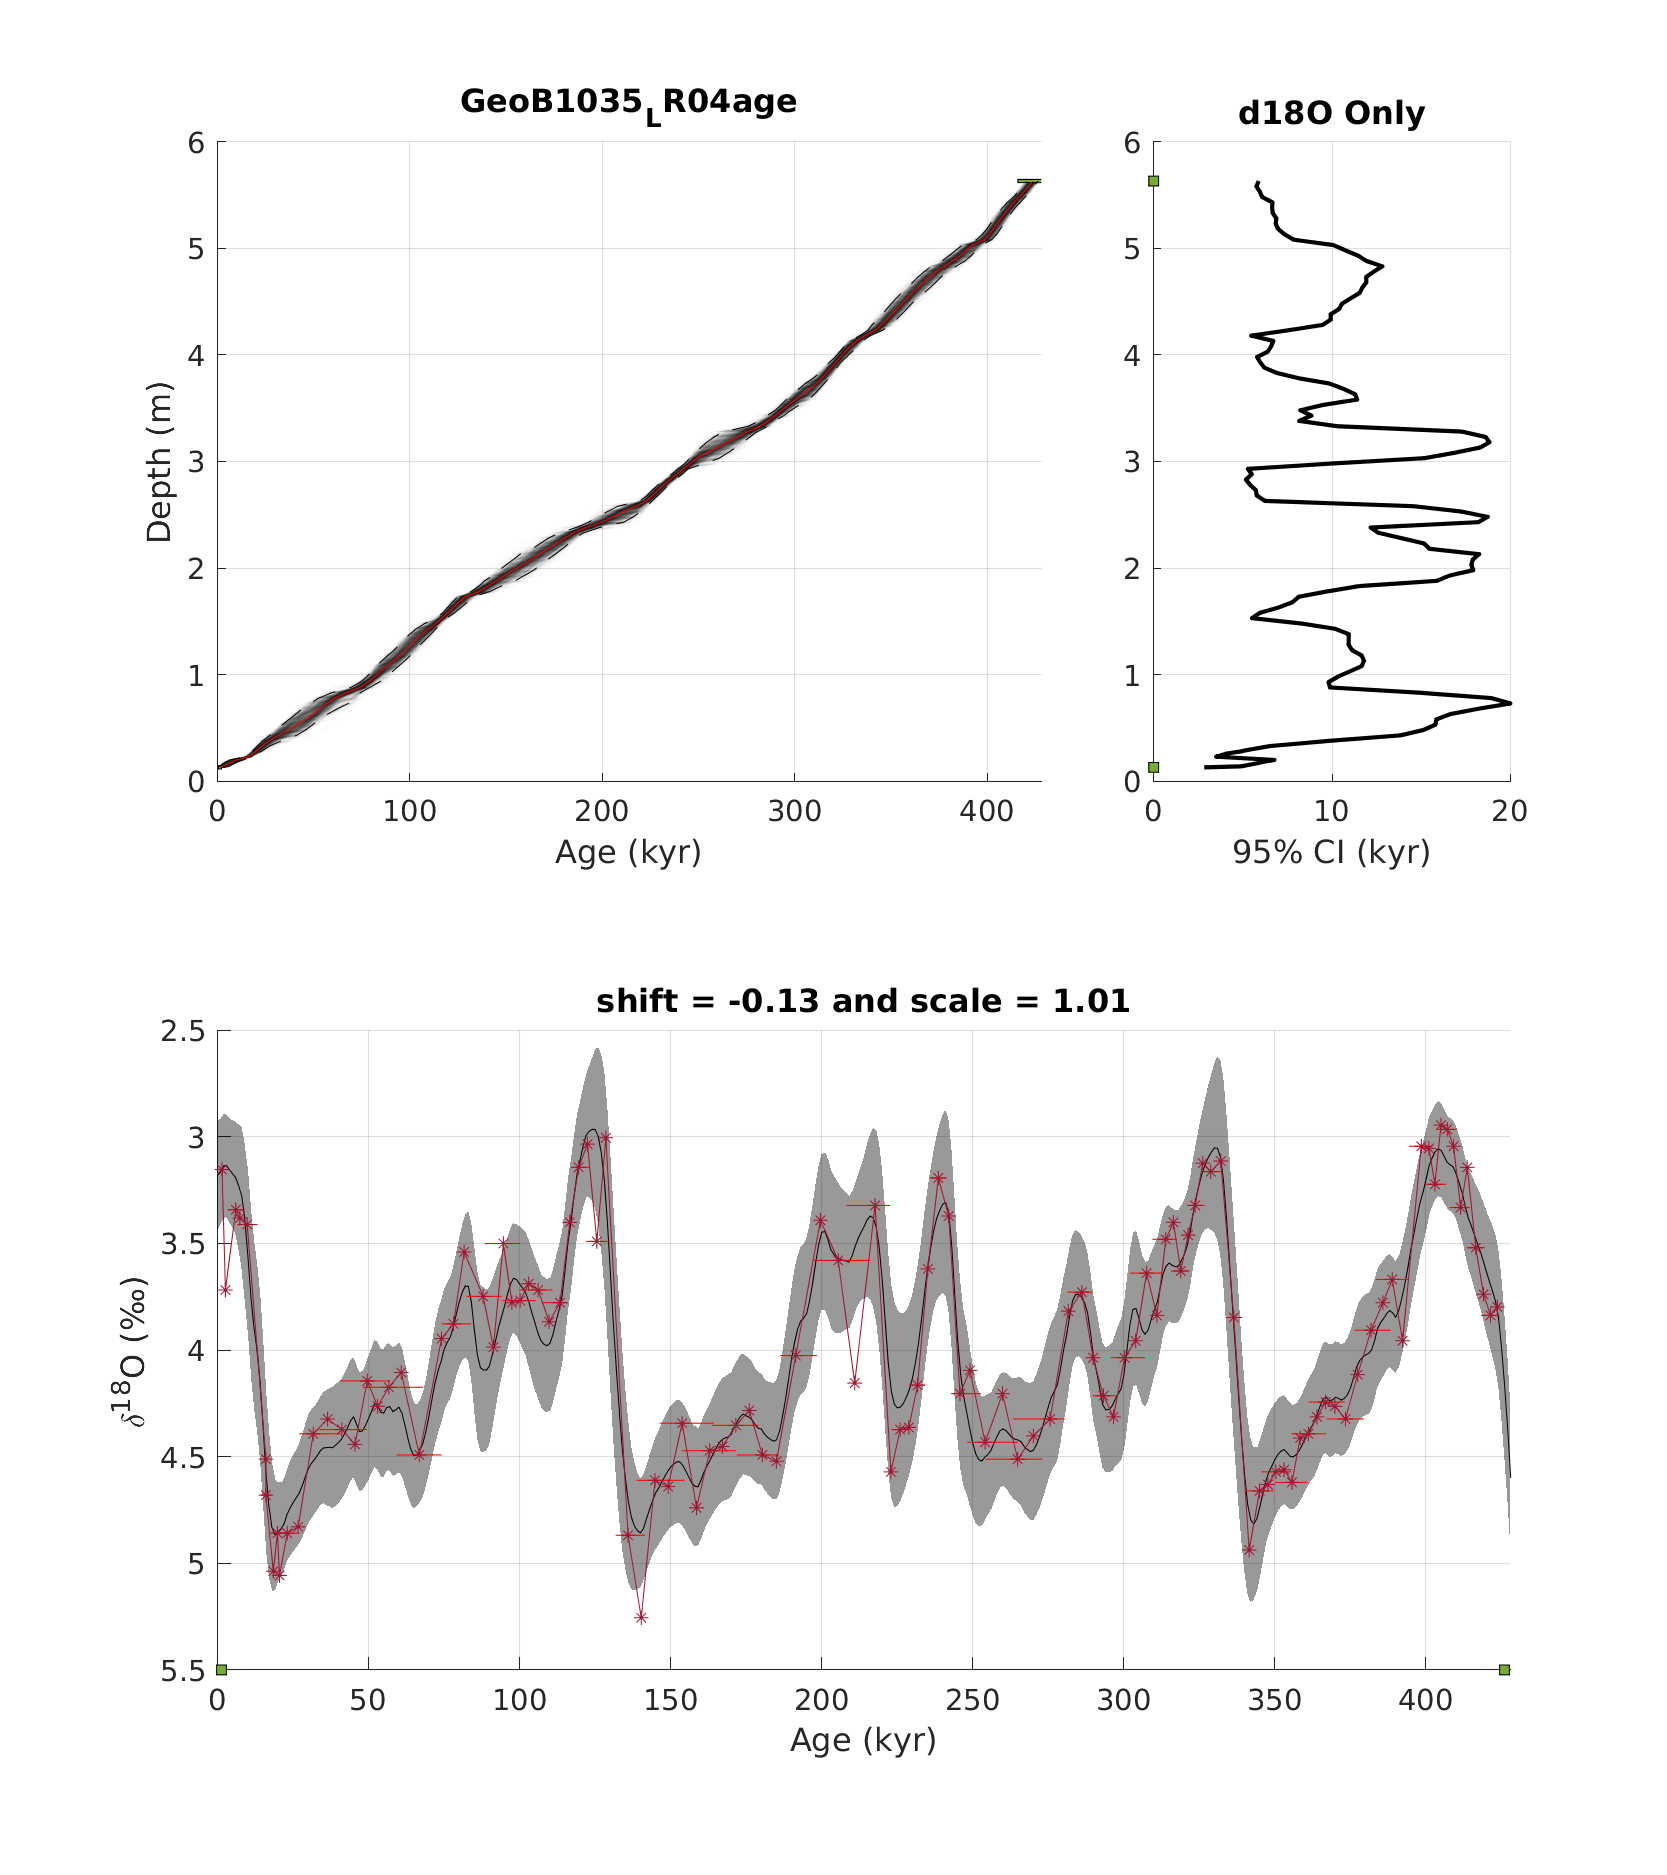 GeoB1035LR04age
d18O Only
6
5
4
3
2
1
0
Depth (m)
0 100 200 300 400
Age (kyr)
6
5
4
3
2
1
0
0 10 20
95% CI (kyr)
shift = -0.13 and scale = 1.01
2.5
3
3.5
4
4.5
5
5.5
δ18O (‰)
0 50 100 150 200 250 300 350 400
Age (kyr)